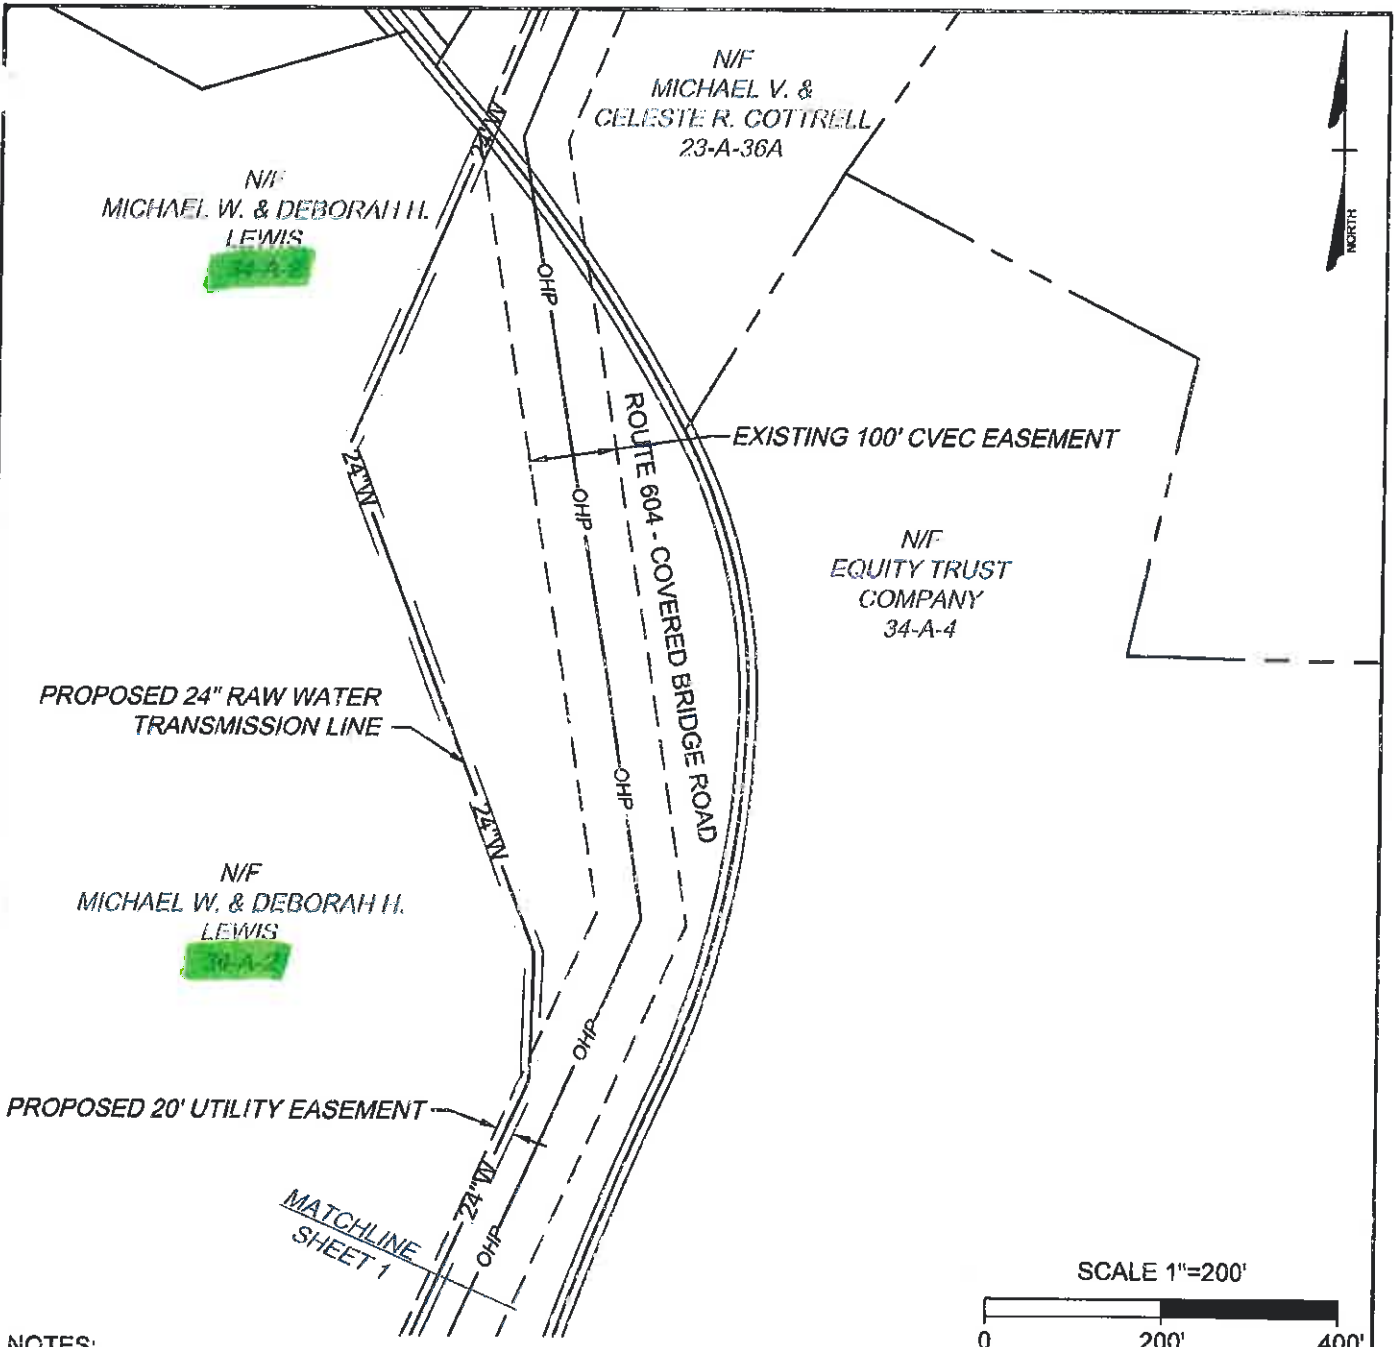 N/F
MICHAEL V. &
CELESTE R. COTTRELL
23-A-36A
N/F
MICHAEL W. & DEBORAH H.
LEWIS
NORTH
24"W
OHP
EXISTING 100' CVEC EASEMENT
ROUTE 604 - COVERED BRIDGE ROAD
24"W
OHP
N/F
EQUITY TRUST
COMPANY
34-A-4
PROPOSED 24" RAW WATER
TRANSMISSION LINE
OHP
24"W
N/F
MICHAEL W. & DEBORAH H.
LEWIS
OHP
PROPOSED 20' UTILITY EASEMENT
24"W
OHP
MATCHLINE
SHEET 1
SCALE 1"=200'
0 200' 400'
NOTES: